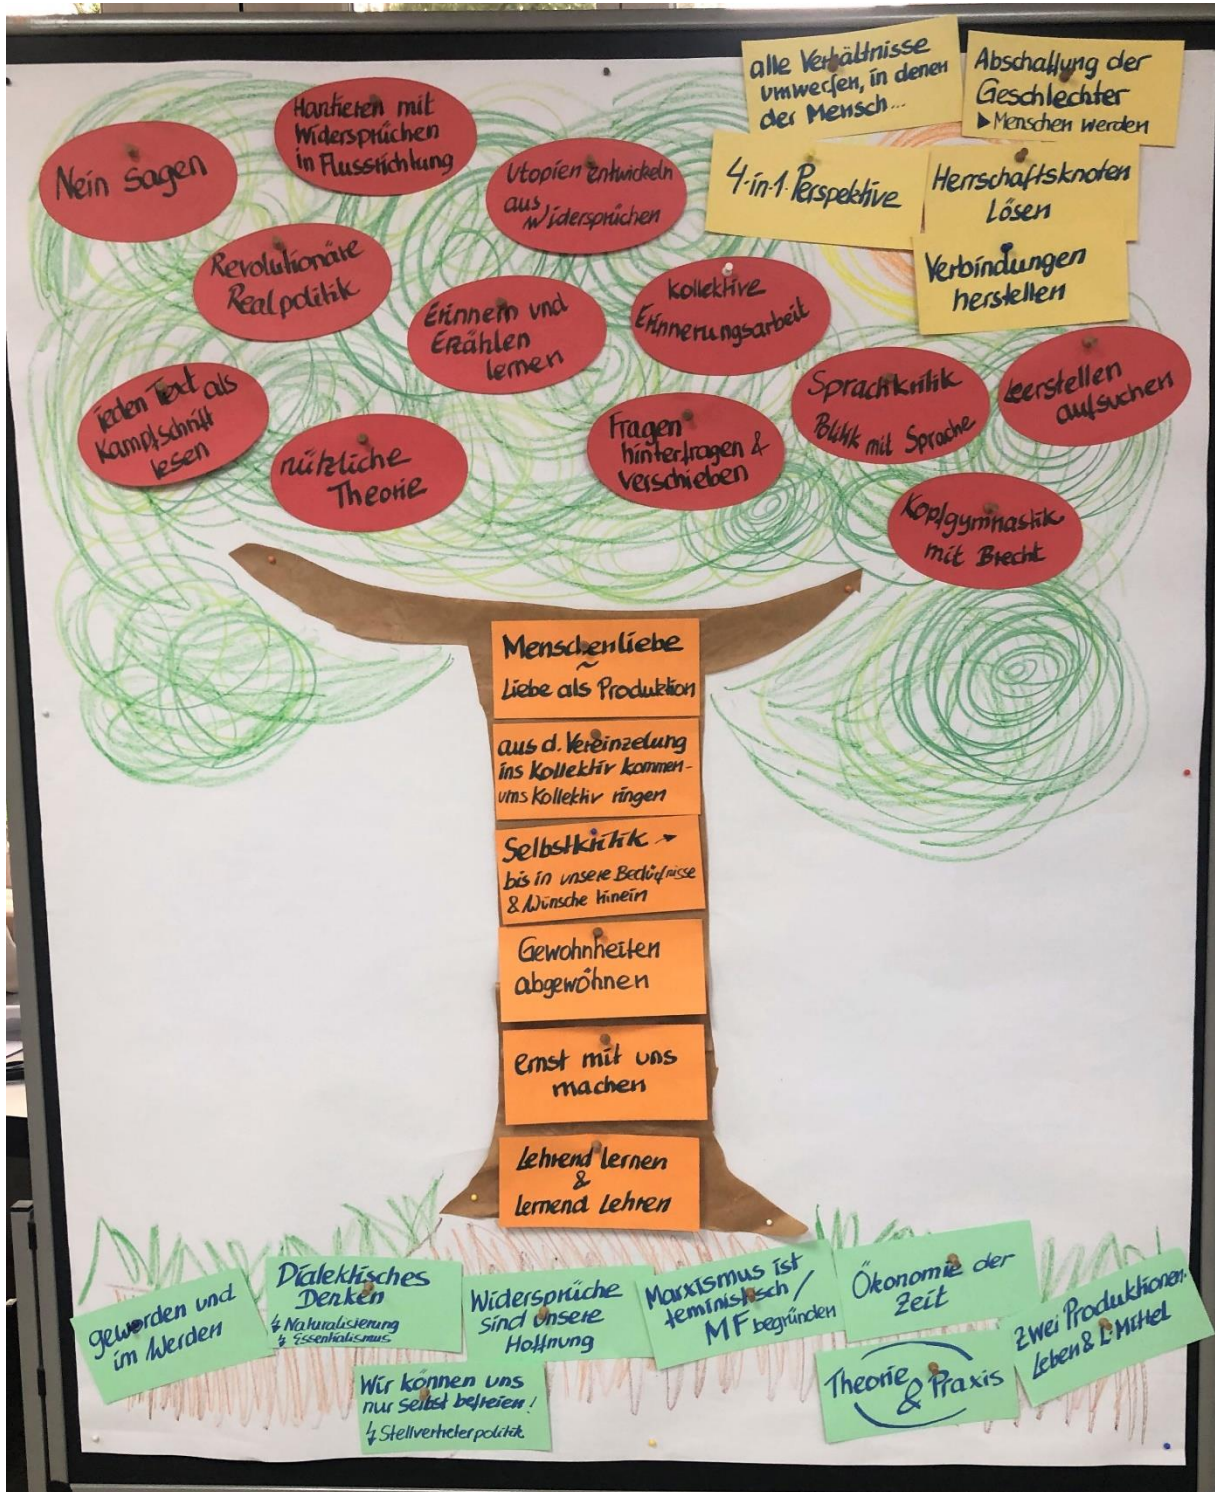 alle Verhältnisse
umwerfen, in denen
der Mensch...
Abschaffung der
Geschlechter
▶ Menschen werden
4-in-1-Perspektive
Herrschaftsknoten
Lösen
Verbindungen
herstellen
Nein sagen
Hantieren mit
Widersprüchen
in Flussrichtung
Utopien entwickeln
aus
Widersprüchen
Revolutionäre
Realpolitik
Erinnern und
Erzählen
lernen
Kollektive
Erinnerungsarbeit
jeden Text als
Kampfschrift
lesen
nützliche
Theorie
Fragen
hinterfragen &
verschieben
Sprachkritik
Politik mit Sprache
Leerstellen
aufsuchen
Kopfgymnastik
mit Brecht
Menschenliebe
~
Liebe als Produktion
aus d. Vereinzelung
ins Kollektiv kommen -
ums Kollektiv ringen
Selbstkritik →
bis in unsere Bedürfnisse
& Wünsche hinein
Gewohnheiten
abgewöhnen
ernst mit uns
machen
Lehrend lernen
&
lernend Lehren
geworden und
im Werden
Dialektisches
Denken
↯ Naturalisierung
↯ Essentialismus
Widersprüche
sind unsere
Hoffnung
Marxismus ist
feministisch /
MF begründen
Ökonomie der
Zeit
zwei Produktionen:
Leben & L.Mittel
Wir können uns
nur selbst befreien!
↯ Stellvertreterpolitik
Theorie
& Praxis